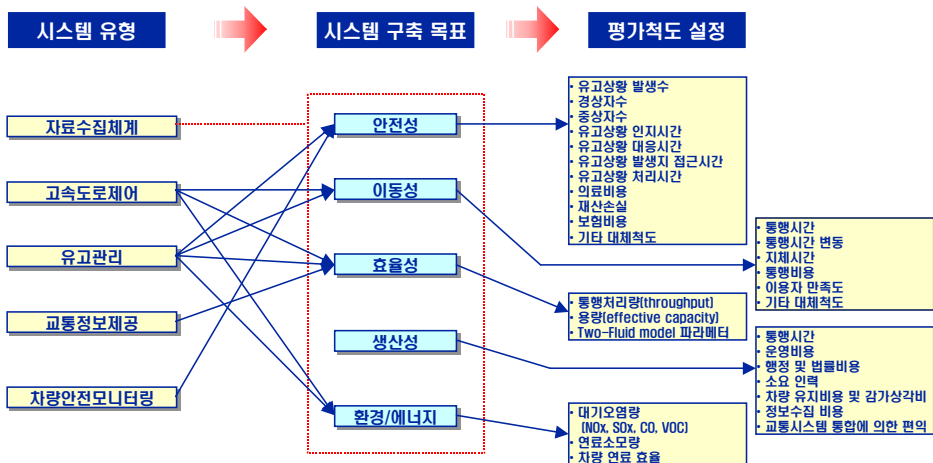 시스템 유형
시스템 구축 목표
평가척도 설정
자료수집체계
고속도로제어
유고관리
교통정보제공
차량안전모니터링
안전성
이동성
효율성
생산성
환경/에너지
• 유고상황 발생수
• 경상자수
• 중상자수
• 유고상황 인지시간
• 유고상황 대응시간
• 유고상황 발생지 접근시간
• 유고상황 처리시간
• 의료비용
• 재산손실
• 보험비용
• 기타 대체척도
• 통행시간
• 통행시간 변동
• 지체시간
• 통행비용
• 이용자 만족도
• 기타 대체척도
• 통행처리량(throughput)
• 용량(effective capacity)
• Two-Fluid model 파라메터
• 통행시간
• 운영비용
• 행정 및 법률비용
• 소요 인력
• 차량 유지비용 및 감가상각비
• 정보수집 비용
• 교통시스템 통합에 의한 편익
• 대기오염량
(NOx, SOx, CO, VOC)
• 연료소모량
• 차량 연료 효율